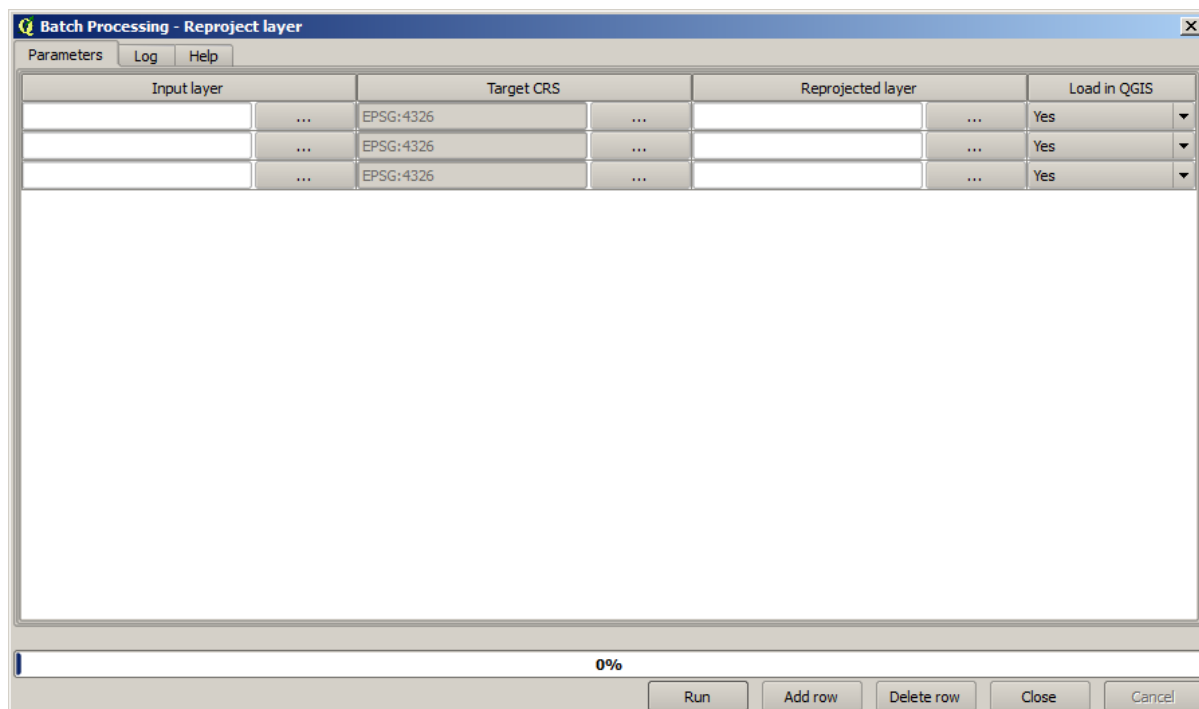 Batch Processing - Reproject layer
Parameters Log Help
Input layer Target CRS Reprojected layer Load in QGIS
... EPSG:4326 ... ... Yes
... EPSG:4326 ... ... Yes
... EPSG:4326 ... ... Yes
0%
Run Add row Delete row Close Cancel